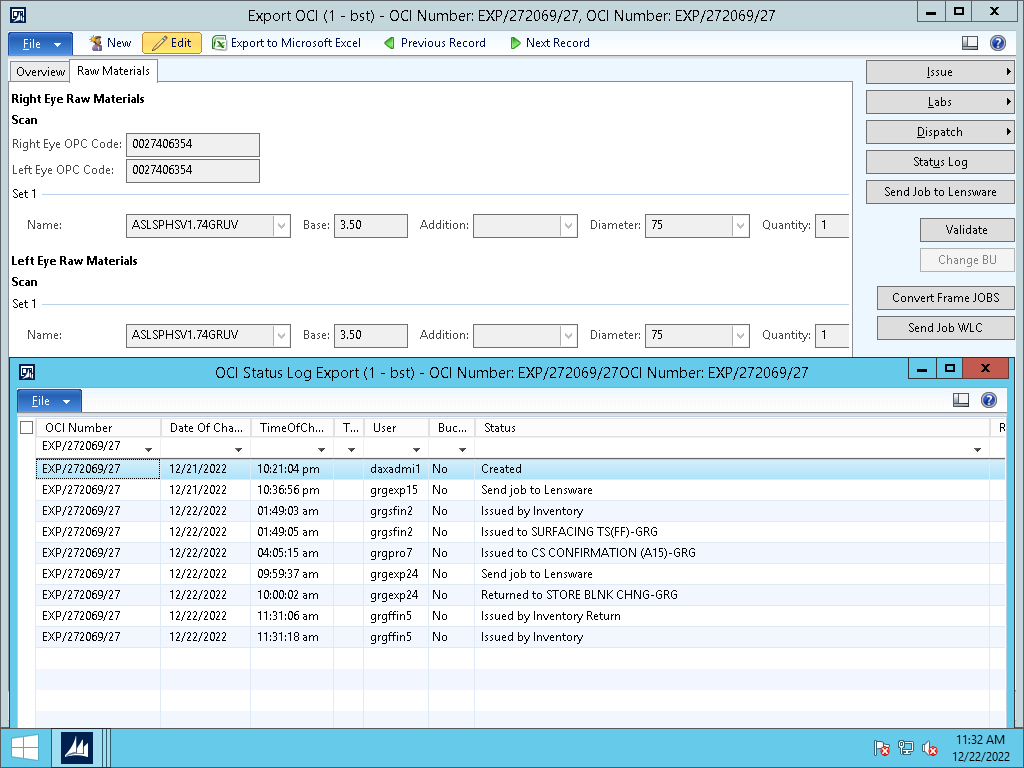 Export OCI (1 - bst) - OCI Number: EXP/272069/27, OCI Number: EXP/272069/27
File New Edit Export to Microsoft Excel Previous Record Next Record
Overview Raw Materials
Right Eye Raw Materials
Scan
Right Eye OPC Code: 0027406354
Left Eye OPC Code: 0027406354
Set 1
Name: ASLSPHSV1.74GRUV Base: 3.50 Addition: Diameter: 75 Quantity: 1
Left Eye Raw Materials
Scan
Set 1
Name: ASLSPHSV1.74GRUV Base: 3.50 Addition: Diameter: 75 Quantity: 1
Issue
Labs
Dispatch
Status Log
Send Job to Lensware
Validate
Change BU
Convert Frame JOBS
Send Job WLC
OCI Status Log Export (1 - bst) - OCI Number: EXP/272069/27OCI Number: EXP/272069/27
File
OCI Number Date Of Cha... TimeOfCh... T... User Buc... Status R
EXP/272069/27
EXP/272069/27 12/21/2022 10:21:04 pm daxadmi1 No Created
EXP/272069/27 12/21/2022 10:36:56 pm grgexp15 No Send job to Lensware
EXP/272069/27 12/22/2022 01:49:03 am grgsfin2 No Issued by Inventory
EXP/272069/27 12/22/2022 01:49:05 am grgsfin2 No Issued to SURFACING TS(FF)-GRG
EXP/272069/27 12/22/2022 04:05:15 am grgpro7 No Issued to CS CONFIRMATION (A15)-GRG
EXP/272069/27 12/22/2022 09:59:37 am grgexp24 No Send job to Lensware
EXP/272069/27 12/22/2022 10:00:02 am grgexp24 No Returned to STORE BLNK CHNG-GRG
EXP/272069/27 12/22/2022 11:31:06 am grgffin5 No Issued by Inventory Return
EXP/272069/27 12/22/2022 11:31:18 am grgffin5 No Issued by Inventory
11:32 AM
12/22/2022